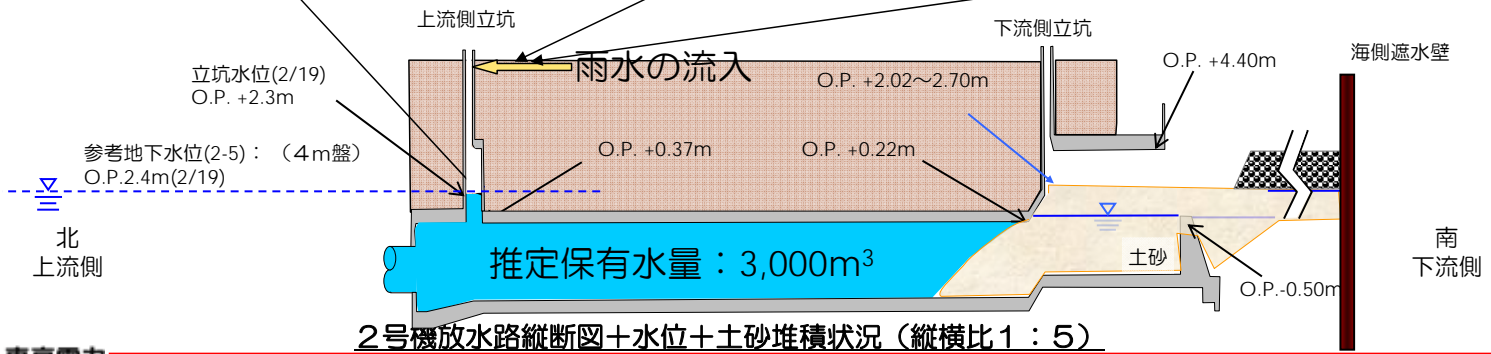 上流側立坑
下流側立坑
海側遮水壁
雨水の流入
立坑水位(2/19)
O.P. +2.3m
O.P. +2.02～2.70m
O.P. +4.40m
参考地下水位(2-5)： （4ｍ盤）
O.P.2.4m(2/19)
O.P. +0.37m
O.P. +0.22m
北
上流側
推定保有水量：3,000m³
土砂
南
下流側
O.P.-0.50m
２号機放水路縦断図＋水位＋土砂堆積状況（縦横比１：５）
東京電力